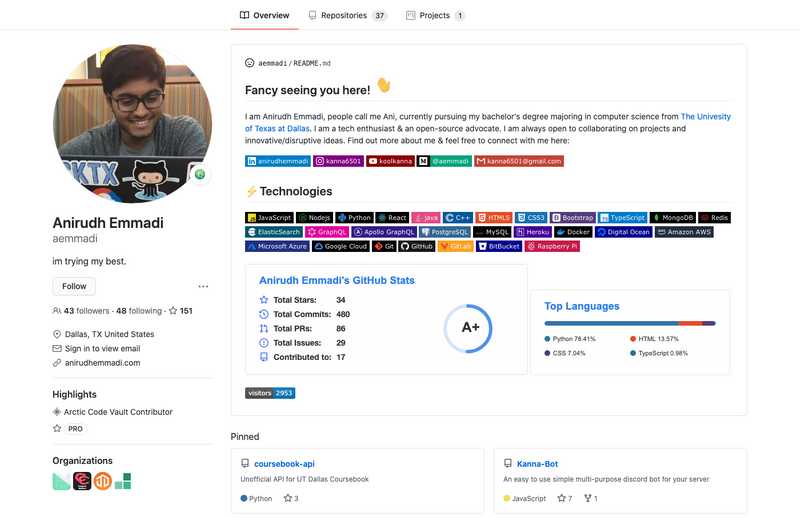 Overview Repositories 37 Projects 1
KTX
Anirudh Emmadi
aemmadi
im trying my best.
Follow ...
43 followers · 48 following · 151
Dallas, TX United States
Sign in to view email
anirudhemmadi.com
Highlights
Arctic Code Vault Contributor
PRO
Organizations
aemmadi/README.md
Fancy seeing you here! 👋
I am Anirudh Emmadi, people call me Ani, currently pursuing my bachelor's degree majoring in computer science from The Univesity
of Texas at Dallas. I am a tech enthusiast & an open-source advocate. I am always open to collaborating on projects and
innovative/disruptive ideas. Find out more about me & feel free to connect with me here:
anirudhemmadi kanna6501 koolkanna @aemmadi kanna6501@gmail.com
⚡Technologies
JavaScript Nodejs Python React java C++ HTML5 CSS3 Bootstrap TypeScript MongoDB Redis
ElasticSearch GraphQL Apollo GraphQL PostgreSQL MySQL Heroku Docker Digital Ocean Amazon AWS
Microsoft Azure Google Cloud Git GitHub GitLab BitBucket Raspberry PI
Anirudh Emmadi's GitHub Stats
Total Stars: 34
Total Commits: 480
Total PRs: 86
Total Issues: 29
Contributed to: 17
A+
Top Languages
Python 78.41% HTML 13.57%
CSS 7.04% TypeScript 0.98%
visitors 2953
Pinned
coursebook-api
Unofficial API for UT Dallas Coursebook
Python 3
Kanna-Bot
An easy to use simple multi-purpose discord bot for your server
JavaScript 7 1